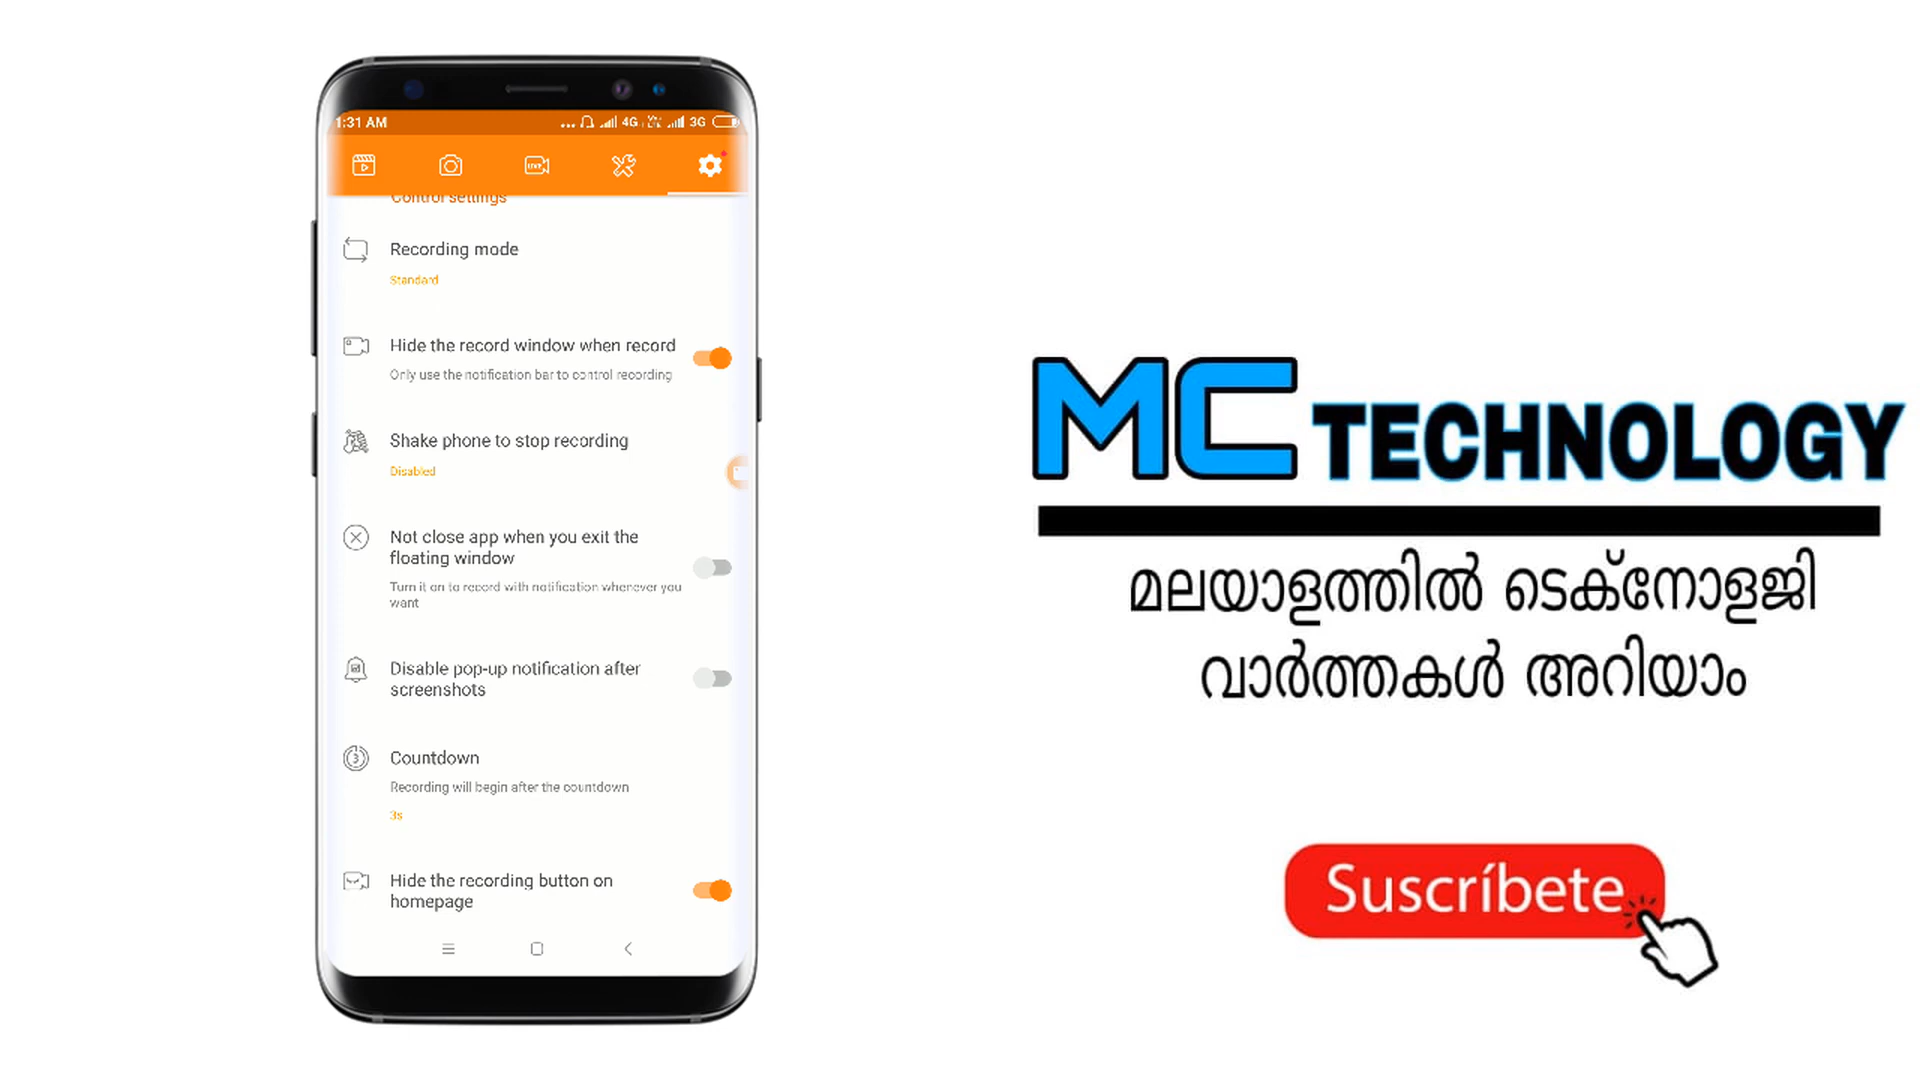 1:31 AM
4G
3G
LIVE
Control settings
Recording mode
Standard
Hide the record window when record
Only use the notification bar to control recording
Shake phone to stop recording
Disabled
Not close app when you exit the
floating window
Turn it on to record with notification whenever you
want
Disable pop-up notification after
screenshots
3
Countdown
Recording will begin after the countdown
3s
Hide the recording button on
homepage
MC TECHNOLOGY
മലയാളത്തിൽ ടെക്നോളജി
വാർത്തകൾ അറിയാം
Suscríbete